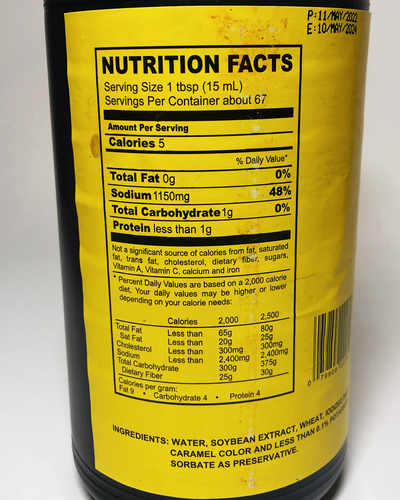 P:11/MAY/2022
E:10/MAY/2024
NUTRITION FACTS
Serving Size 1 tbsp (15 mL)
Servings Per Container about 67
Amount Per Serving
Calories 5
% Daily Value*
Total Fat 0g 0%
Sodium 1150mg 48%
Total Carbohydrate 1g 0%
Protein less than 1g
Not a significant source of calories from fat, saturated
fat, trans fat, cholesterol, dietary fiber, sugars,
Vitamin A, Vitamin C, calcium and iron
* Percent Daily Values are based on a 2,000 calorie
diet, Your daily values may be higher or lower
depending on your calorie needs:
Calories 2,000 2,500
Total Fat Less than 65g 80g
Sat Fat Less than 20g 25g
Cholesterol Less than 300mg 300mg
Sodium Less than 2,400mg 2,400mg
Total Carbohydrate 300g 375g
Dietary Fiber 25g 30g
Calories per gram:
Fat 9 • Carbohydrate 4 • Protein 4
INGREDIENTS: WATER, SOYBEAN EXTRACT, WHEAT,
CARAMEL COLOR AND LESS THAN 0.1%
SORBATE AS PRESERVATIVE.